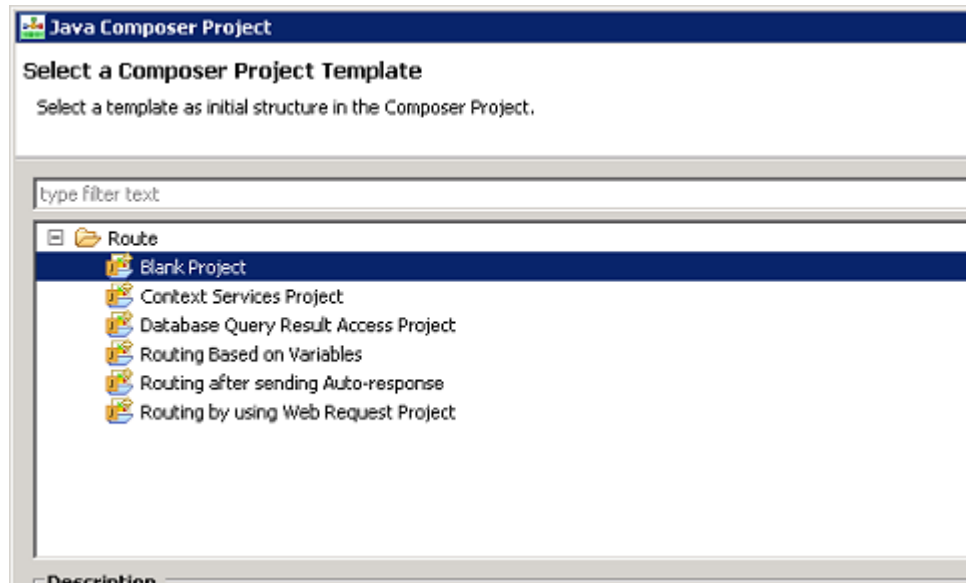 Java Composer Project
Select a Composer Project Template
Select a template as initial structure in the Composer Project.
type filter text
Route
Blank Project
Context Services Project
Database Query Result Access Project
Routing Based on Variables
Routing after sending Auto-response
Routing by using Web Request Project
Description